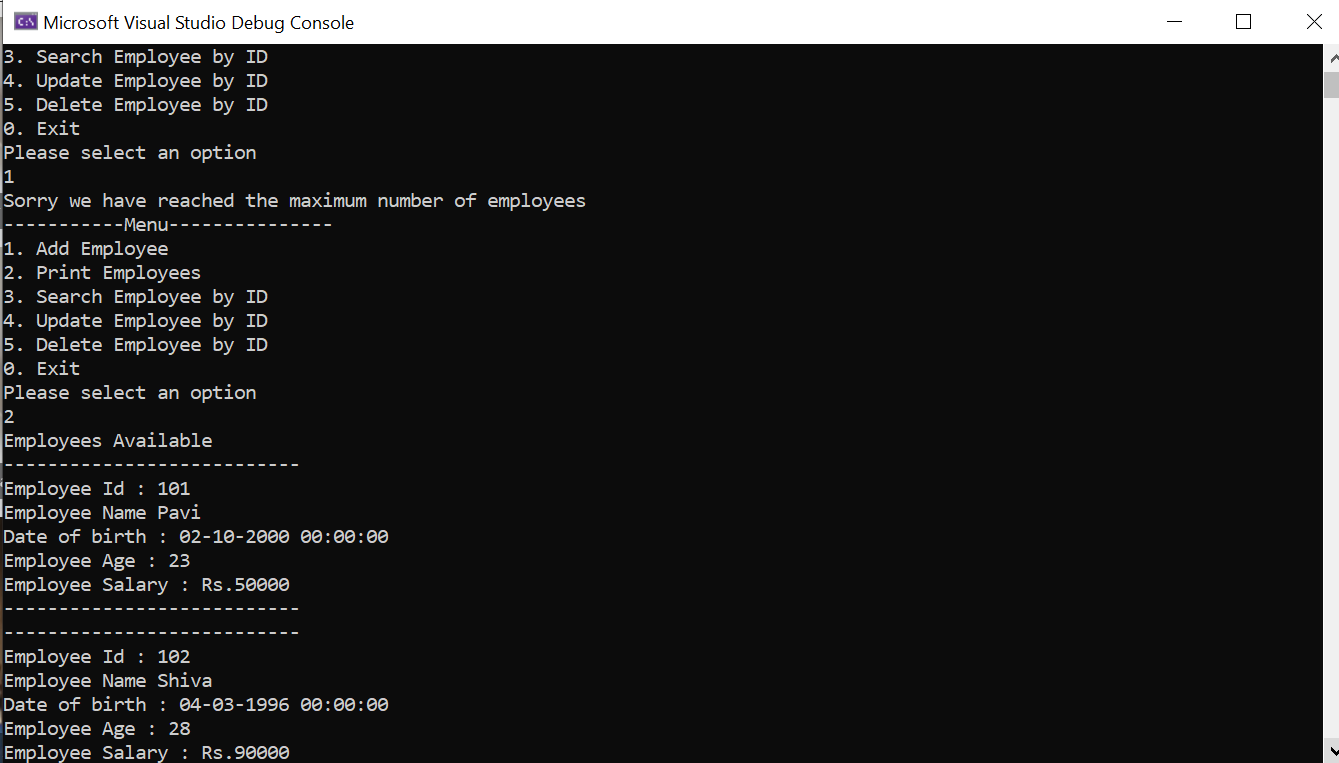 Microsoft Visual Studio Debug Console
3. Search Employee by ID
4. Update Employee by ID
5. Delete Employee by ID
0. Exit
Please select an option
1
Sorry we have reached the maximum number of employees
-----------Menu---------------
1. Add Employee
2. Print Employees
3. Search Employee by ID
4. Update Employee by ID
5. Delete Employee by ID
0. Exit
Please select an option
2
Employees Available
---------------------------
Employee Id : 101
Employee Name Pavi
Date of birth : 02-10-2000 00:00:00
Employee Age : 23
Employee Salary : Rs.50000
---------------------------
---------------------------
Employee Id : 102
Employee Name Shiva
Date of birth : 04-03-1996 00:00:00
Employee Age : 28
Employee Salary : Rs.90000